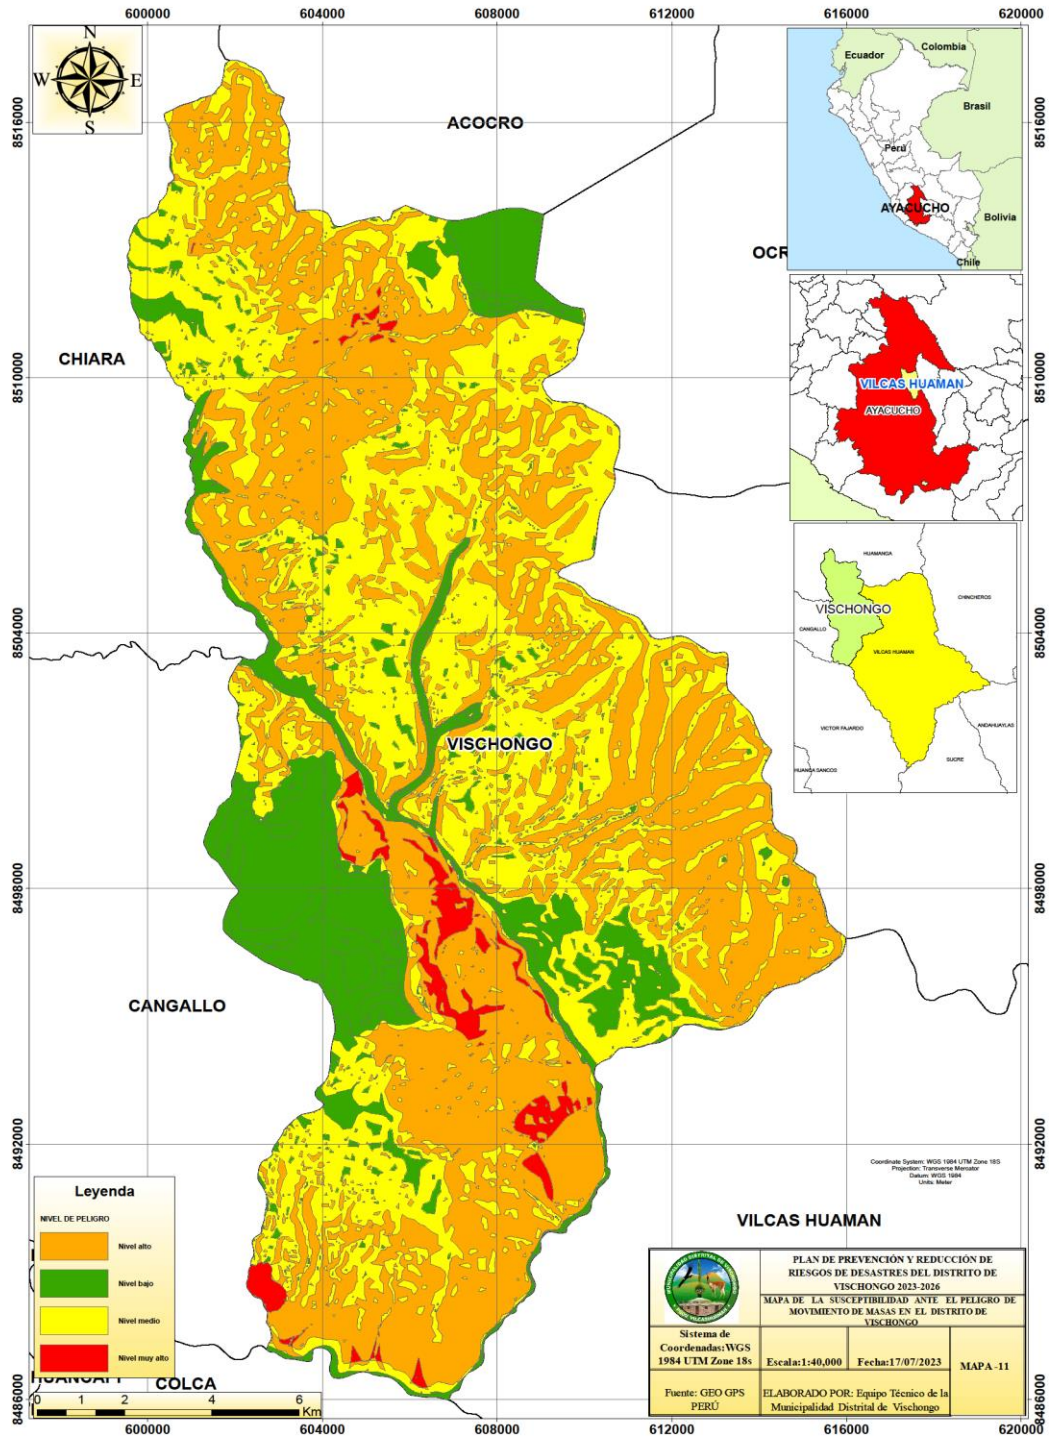 600000 604000 608000 612000 616000 620000
N
W E
S
8516000
8510000
8504000
8498000
8492000
8486000
ACOCRO
OCR
CHIARA
VISCHONGO
CANGALLO
VILCAS HUAMAN
COLCA
Ecuador
Colombia
Brasil
Perú
AYACUCHO
Bolivia
Chile
VILCAS HUAMAN
AYACUCHO
HUAMANGA
CHINCHEROS
VISCHONGO
CANGALLO
VILCAS HUAMAN
VICTOR FAJARDO
ANDAHUAYLAS
HUANCA SANCOS
SUCRE
8516000
8510000
8504000
8498000
8492000
8486000
Coordinate System: WGS 1984 UTM Zone 18S
Projection: Transverse Mercator
Datum: WGS 1984
Units: Meter
Leyenda
NIVEL DE PELIGRO
Nivel alto
Nivel bajo
Nivel medio
Nivel muy alto
0 1 2 4 6
Km
PLAN DE PREVENCIÓN Y REDUCCIÓN DE
RIESGOS DE DESASTRES DEL DISTRITO DE
VISCHONGO 2023-2026
MAPA DE LA SUSCEPTIBILIDAD ANTE EL PELIGRO DE
MOVIMIENTO DE MASAS EN EL DISTRITO DE
VISCHONGO
Sistema de
Coordenadas:WGS
1984 UTM Zone 18s
Escala:1:40,000
Fecha:17/07/2023
MAPA -11
Fuente: GEO GPS
PERÚ
ELABORADO POR: Equipo Técnico de la
Municipalidad Distrital de Vischongo
600000 604000 608000 612000 616000 620000